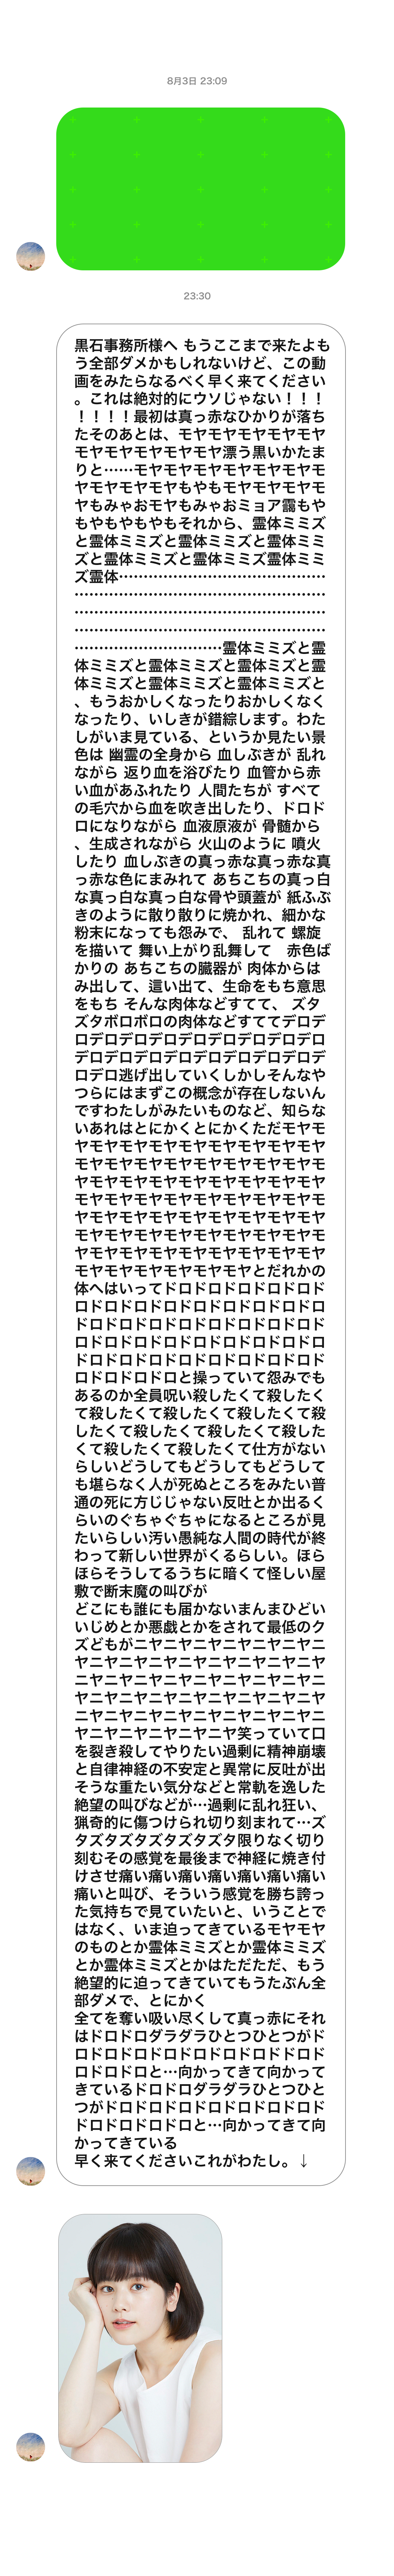 8月3日 23:09
23:30
黒石事務所様へ もうここまで来たよも
う全部ダメかもしれないけど、この動
画をみたらなるべく早く来てください
。これは絶対的にウソじゃない！！！
！！！！最初は真っ赤なひかりが落ち
たそのあとは、モヤモヤモヤモヤモヤ
モヤモヤモヤモヤモヤ漂う黒いかたま
りと……モヤモヤモヤモヤモヤモヤモ
ヤモヤモヤモヤもやもモヤモヤモヤモ
ヤもみゃおモヤもみゃおミョア靄もや
もやもやもやもそれから、霊体ミミズ
と霊体ミミズと霊体ミミズと霊体ミミ
ズと霊体ミミズと霊体ミミズ霊体ミミ
ズ霊体……………………………………
……………………………………………
……………………………………………
……………………………………………
…………………………霊体ミミズと霊
体ミミズと霊体ミミズと霊体ミズと霊
体ミミズと霊体ミミズと霊体ミミズと
、もうおかしくなったりおかしくなく
なったり、いしきが錯綜します。わた
しがいま見ている、というか見たい景
色は 幽霊の全身から 血しぶきが 乱れ
ながら 返り血を浴びたり 血管から赤
い血があふれたり 人間たちが すべて
の毛穴から血を吹き出したり、ドロド
ロになりながら 血液原液が 骨髄から
、生成されながら 火山のように 噴火
したり 血しぶきの真っ赤な真っ赤な真
っ赤な色にまみれて あちこちの真っ白
な真っ白な真っ白な骨や頭蓋が 紙ふぶ
きのように散り散りに焼かれ、細かな
粉末になっても怨みで、 乱れて 螺旋
を描いて 舞い上がり乱舞して　赤色ば
かりの あちこちの臓器が 肉体からは
み出して、這い出て、生命をもち意思
をもち そんな肉体などすてて、 ズタ
ズタボロボロの肉体などすててデロデ
ロデロデロデロデロデロデロデロデロ
デロデロデロデロデロデロデロデロデ
ロデロ逃げ出していくしかしそんなや
つらにはまずこの概念が存在しないん
ですわたしがみたいものなど、知らな
いあれはとにかくとにかくただモヤモ
ヤモヤモヤモヤモヤモヤモヤモヤモヤ
モヤモヤモヤモヤモヤモヤモヤモヤモ
ヤモヤモヤモヤモヤモヤモヤモヤモヤ
モヤモヤモヤモヤモヤモヤモヤモヤモ
ヤモヤモヤモヤモヤモヤモヤモヤモヤ
モヤモヤモヤモヤモヤモヤモヤモヤモ
ヤモヤモヤモヤモヤモヤモヤモヤモヤ
モヤモヤモヤモヤモヤモヤとだれかの
体へはいってドロドロドロドロドロド
ロドロドロドロドロドロドロドロドロ
ドロドロドロドロドロドロドロドロド
ロドロドロドロドロドロドロドロドロ
ドロドロドロドロドロドロドロドロド
ロドロドロドロと操っていて怨みでも
あるのか全員呪い殺したくて殺したく
て殺したくて殺したくて殺したくて殺
したくて殺したくて殺したくて殺した
くて殺したくて殺したくて仕方がない
らしいどうしてもどうしてもどうして
も堪らなく人が死ぬところをみたい普
通の死に方じじゃない反吐とか出るく
らいのぐちゃぐちゃになるところが見
たいらしい汚い愚純な人間の時代が終
わって新しい世界がくるらしい。ほら
ほらそうしてるうちに暗くて怪しい屋
敷で断末魔の叫びが
どこにも誰にも届かないまんまひどい
いじめとか悪戯とかをされて最低のク
ズどもがニヤニヤニヤニヤニヤニヤニ
ヤニヤニヤニヤニヤニヤニヤニヤニヤ
ニヤニヤニヤニヤニヤニヤニヤニヤニ
ヤニヤニヤニヤニヤニヤニヤニヤニヤ
ニヤニヤニヤニヤニヤニヤニヤニヤニ
ヤニヤニヤニヤニヤニヤ笑っていて口
を裂き殺してやりたい過剰に精神崩壊
と自律神経の不安定と異常に反吐が出
そうな重たい気分などと常軌を逸した
絶望の叫びなどが…過剰に乱れ狂い、
猟奇的に傷つけられ切り刻まれて…ズ
タズタズタズタズタズタ限りなく切り
刻むその感覚を最後まで神経に焼き付
けさせ痛い痛い痛い痛い痛い痛い痛い
痛いと叫び、そういう感覚を勝ち誇っ
た気持ちで見ていたいと、いうことで
はなく、いま迫ってきているモヤモヤ
のものとか霊体ミミズとか霊体ミミズ
とか霊体ミミズとかはただただ、もう
絶望的に迫ってきていてもうたぶん全
部ダメで、とにかく
全てを奪い吸い尽くして真っ赤にそれ
はドロドロダラダラひとつひとつがド
ロドロドロドロドロドロドロドドロド
ロドロドロと…向かってきて向かって
きているドロドロダラダラひとつひと
つがドロドロドロドロドロドロドロド
ドロドロドロドロと…向かってきて向
かってきている
早く来てくださいこれがわたし。↓